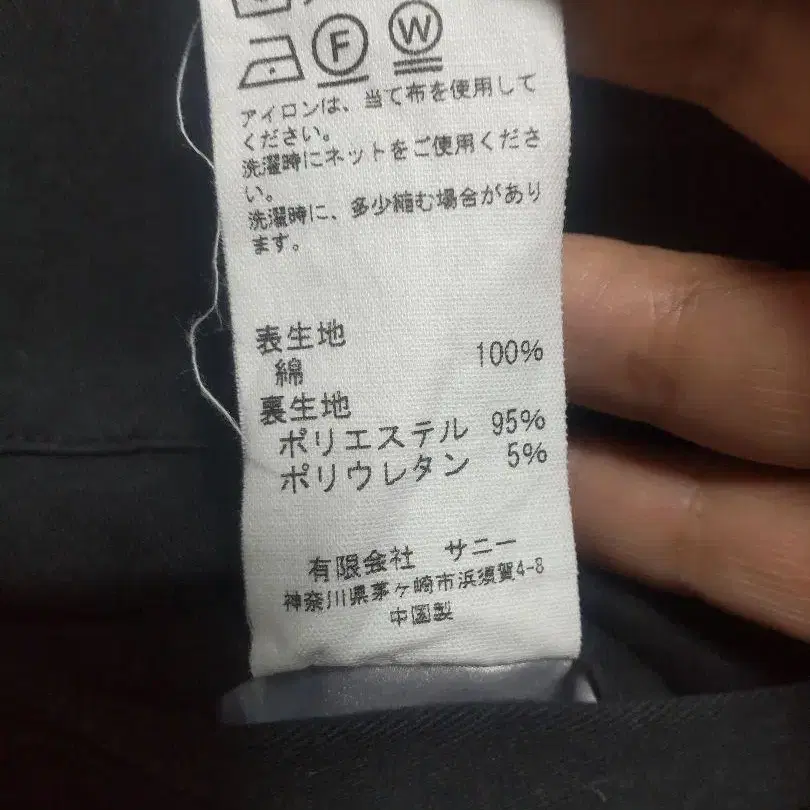 F W
アイロンは、当て布を使用して
ください。
洗濯時にネットをご使用くださ
い。
洗濯時に、多少縮む場合があり
ます。
表生地
綿 100%
裏生地
ポリエステル 95%
ポリウレタン 5%
有限会社 サニー
神奈川県茅ヶ崎市浜須賀4-8
中国製